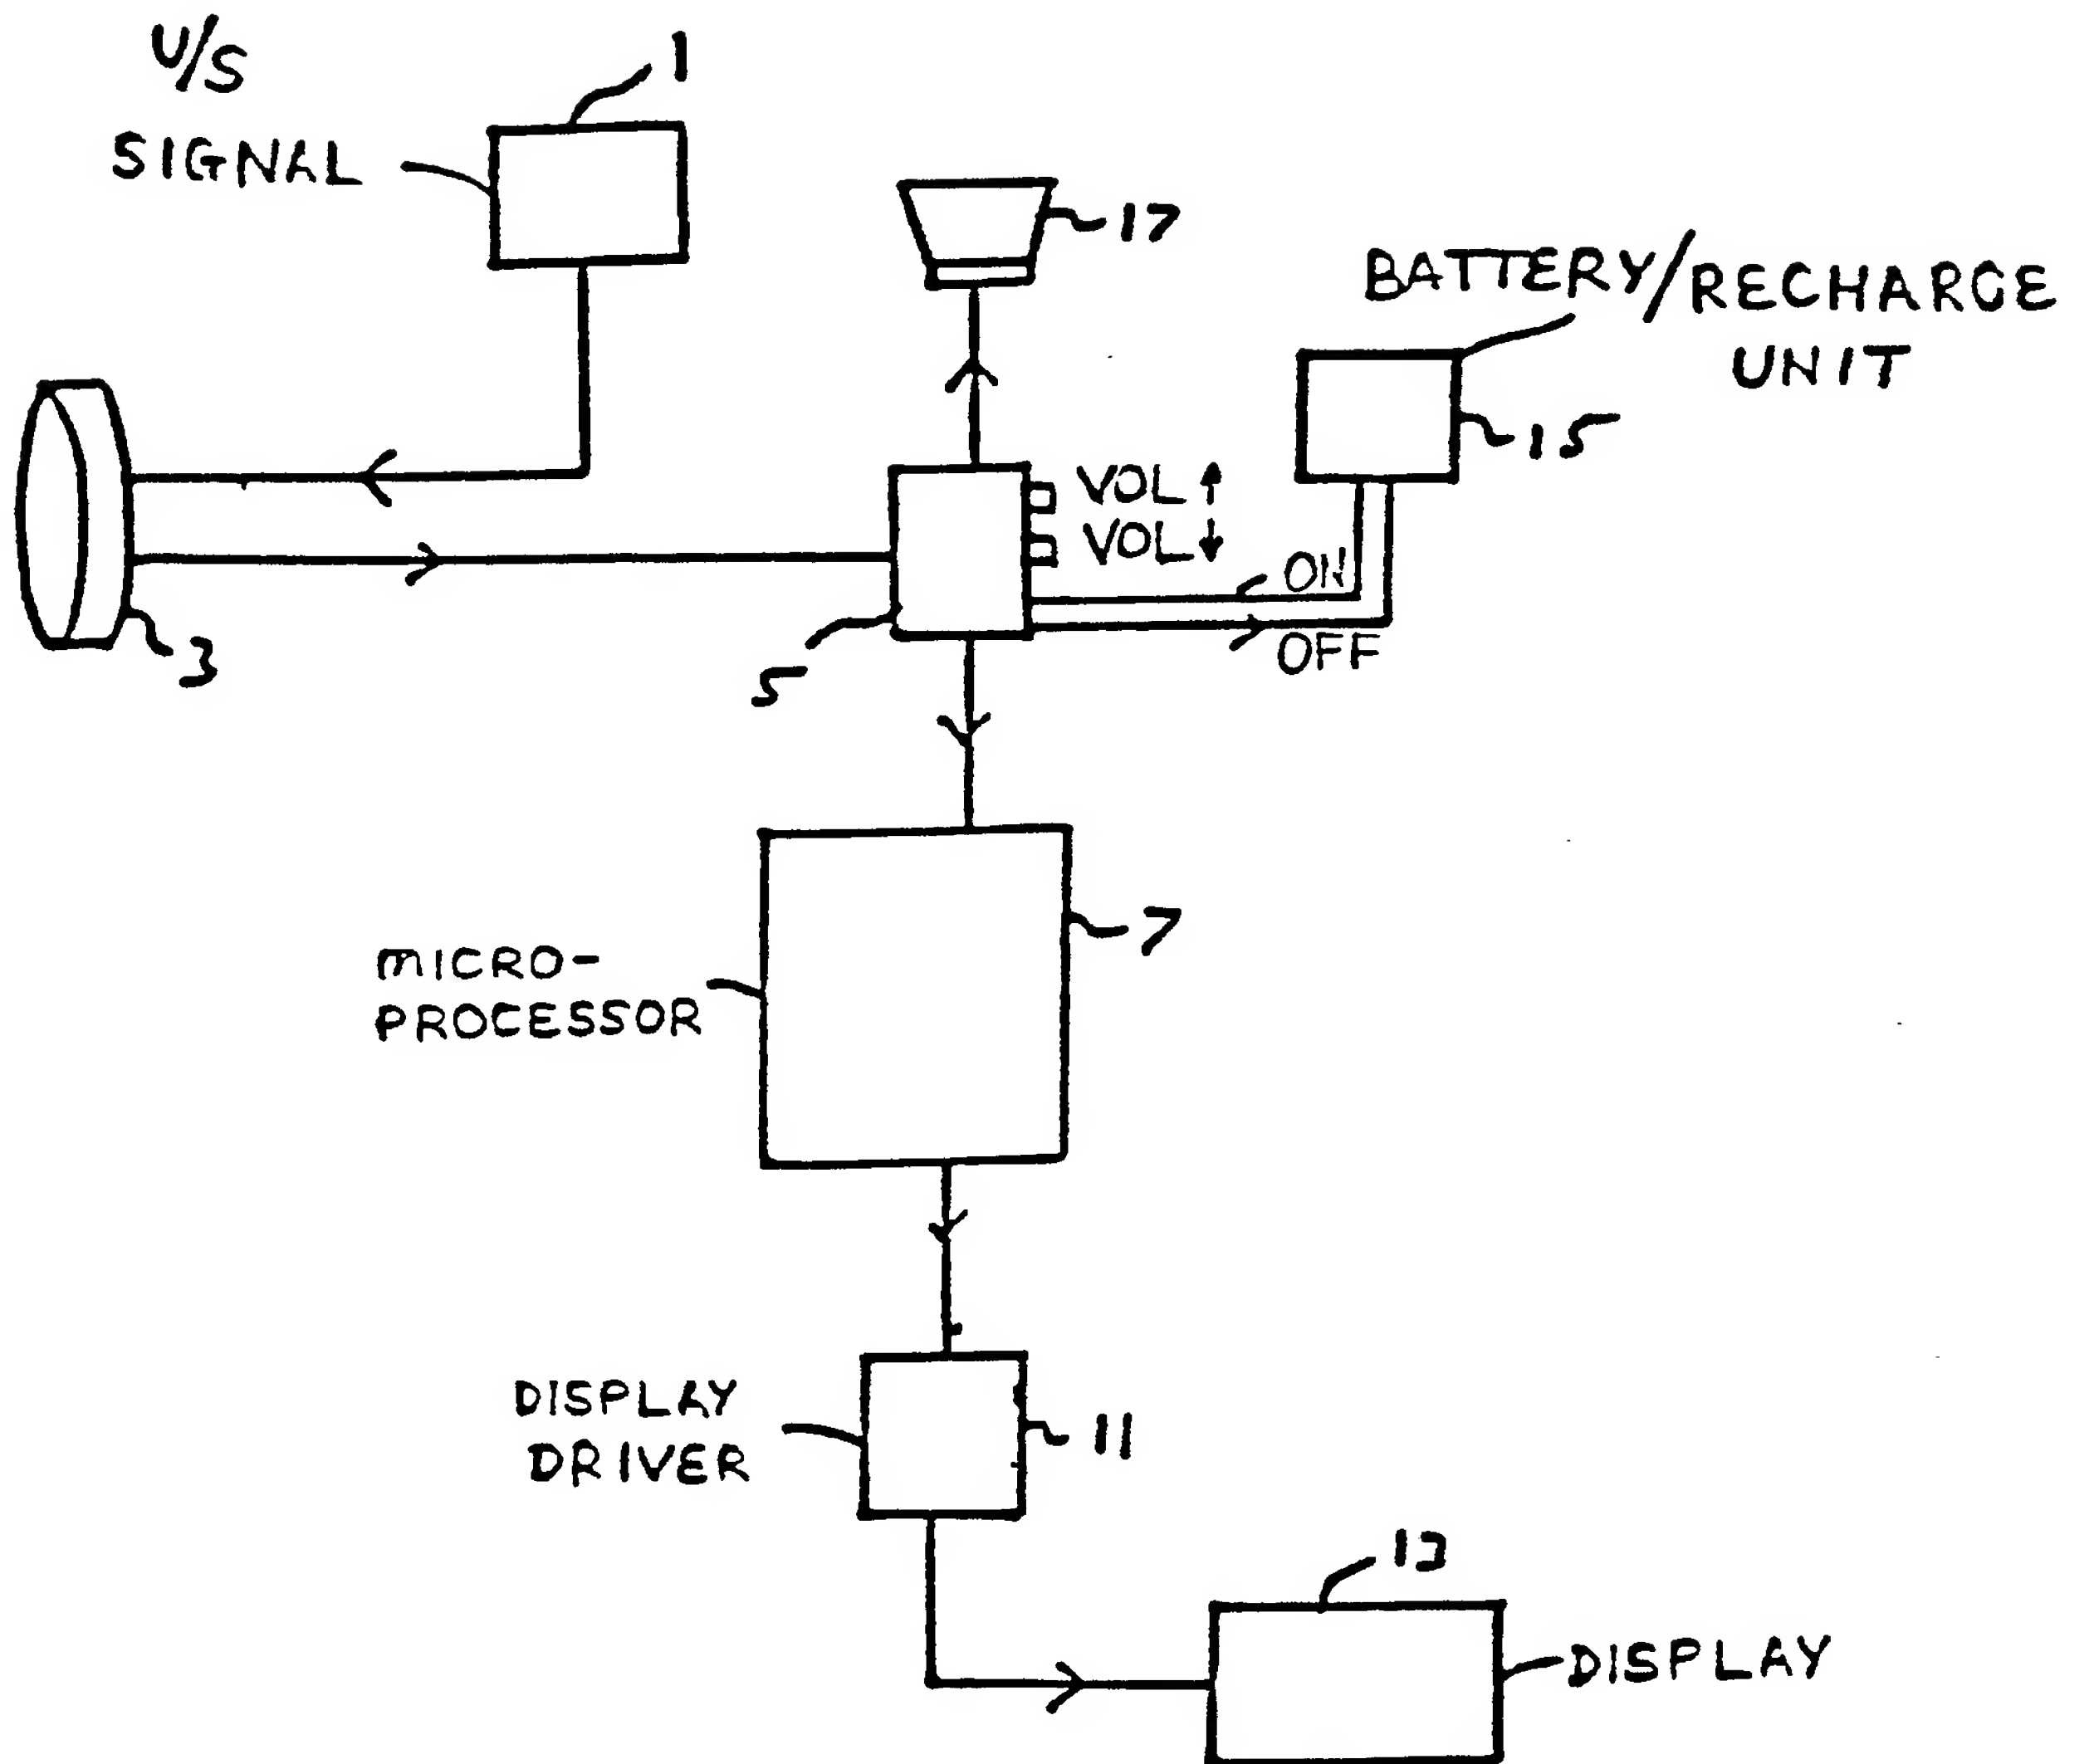 U/S
SIGNAL
1
17
BATTERY/RECHARGE
UNIT
15
VOL ↑
VOL ↓
ON
OFF
3
5
7
MICRO-
PROCESSOR
DISPLAY
DRIVER
11
13
DISPLAY